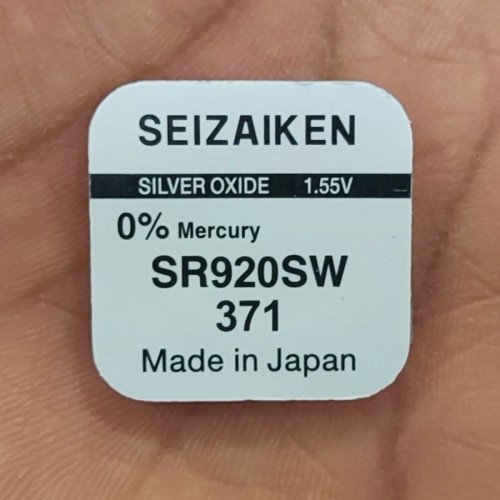 SEIZAIKEN
SILVER OXIDE 1.55V
0% Mercury
SR920SW
371
Made in Japan